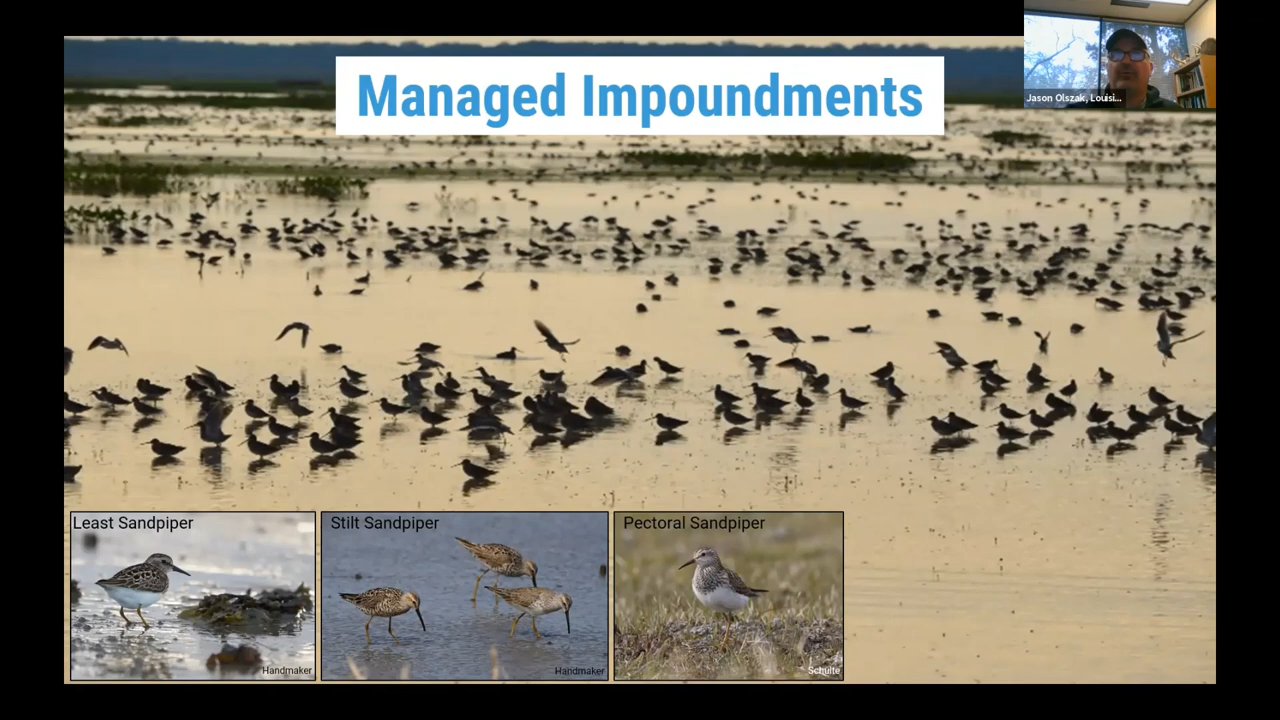 Managed Impoundments
Jason Olszak, Louisi...
Least Sandpiper
Stilt Sandpiper
Pectoral Sandpiper
Handmaker
Handmaker
Schulte